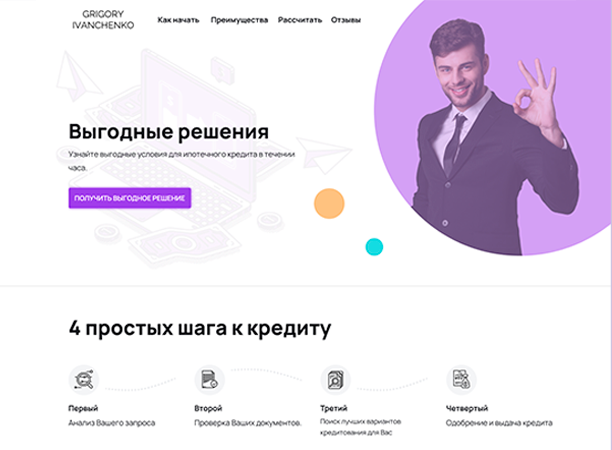 GRIGORY
IVANCHENKO
Как начать Преимущества Рассчитать Отзывы
Выгодные решения
Узнайте выгодные условия для ипотечного кредита в течении
часа.
ПОЛУЧИТЬ ВЫГОДНОЕ РЕШЕНИЕ
4 простых шага к кредиту
Первый
Анализ Вашего запроса
Второй
Проверка Ваших документов.
Третий
Поиск лучших вариантов
кредитования для Вас
Четвертый
Одобрение и выдача кредита